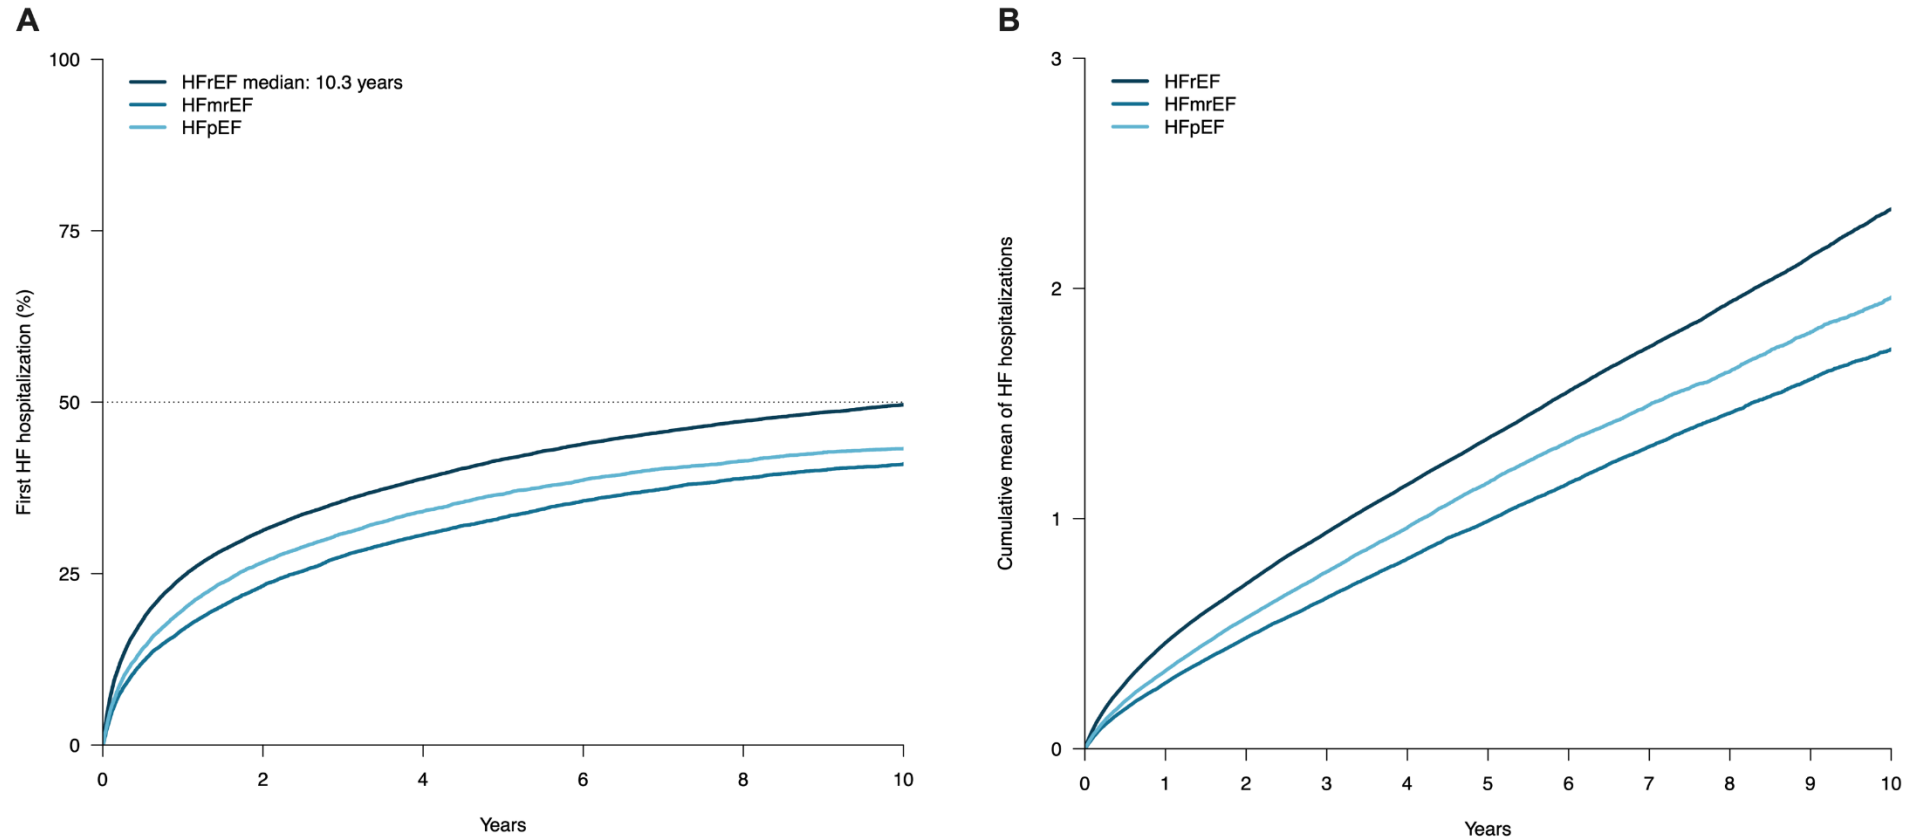 A
100
75
50
25
0
First HF hospitalization (%)
HFrEF median: 10.3 years
HFmrEF
HFpEF
0 2 4 6 8 10
Years
B
3
2
1
0
Cumulative mean of HF hospitalizations
HFrEF
HFmrEF
HFpEF
0 1 2 3 4 5 6 7 8 9 10
Years